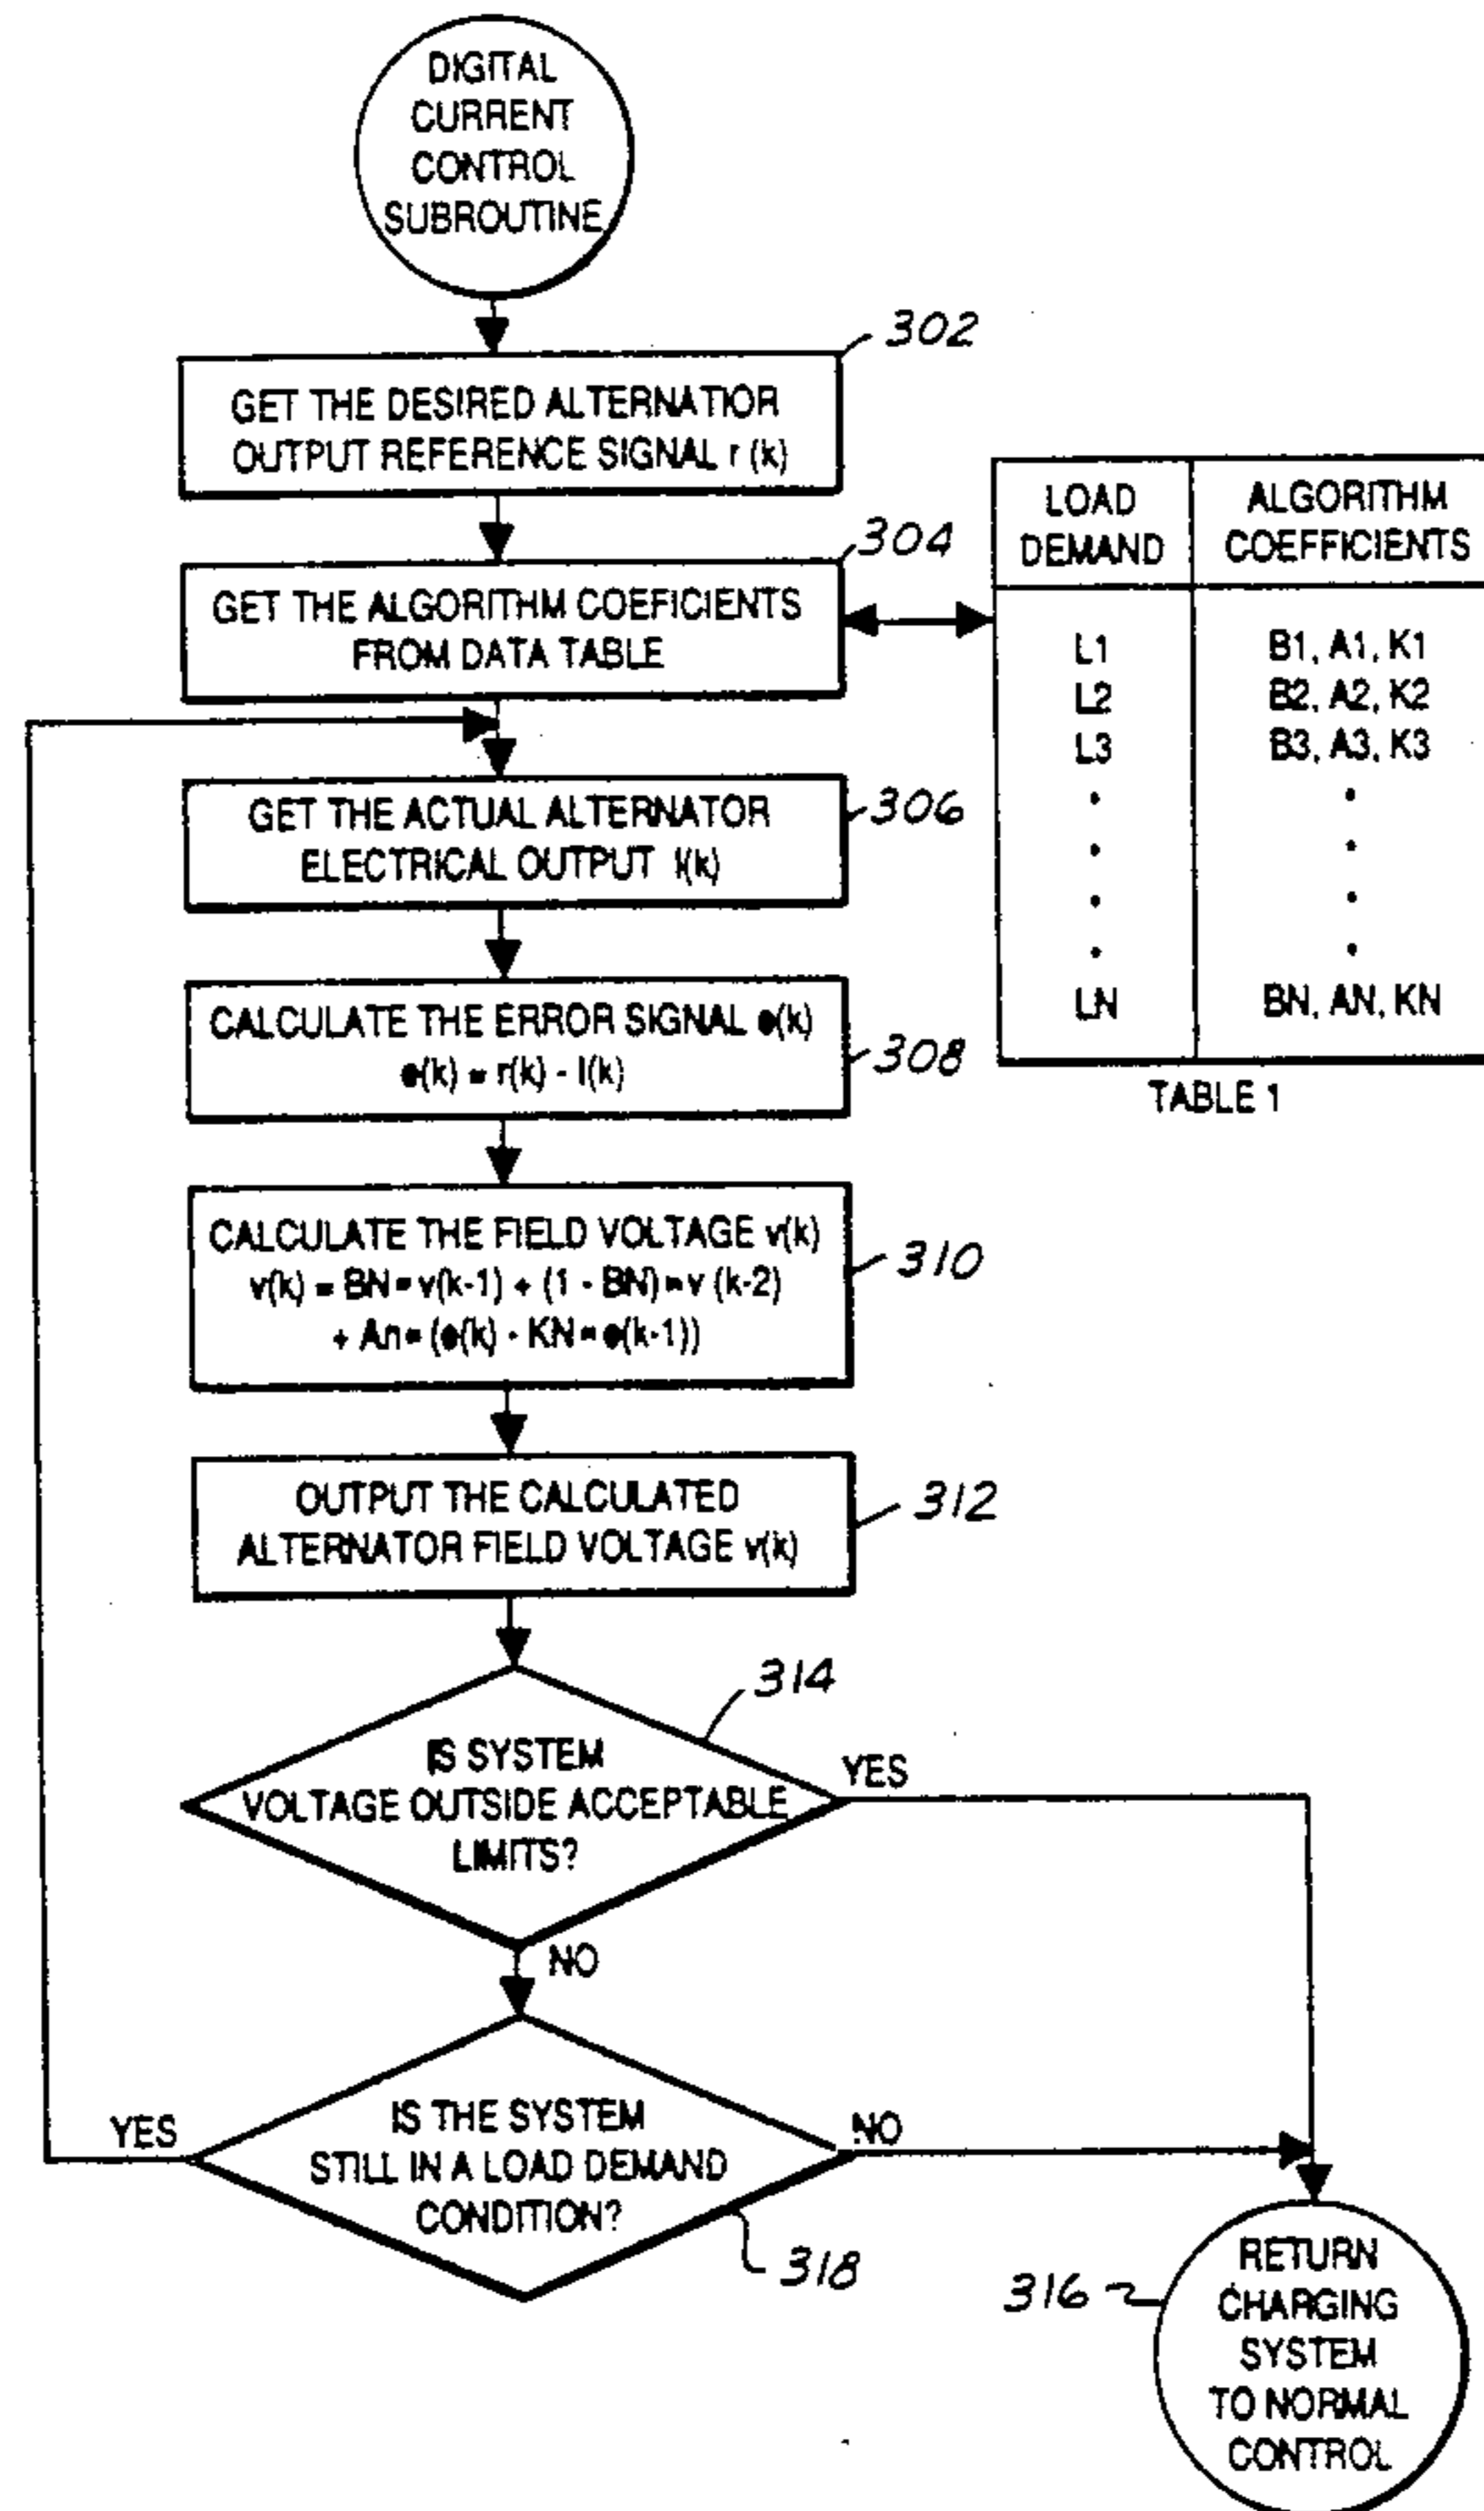 DIGITAL
CURRENT
CONTROL
SUBROUTINE
302
GET THE DESIRED ALTERNATIOR
OUTPUT REFERENCE SIGNAL r (k)
304
GET THE ALGORITHM COEFICIENTS
FROM DATA TABLE
LOAD
DEMAND
ALGORITHM
COEFFICIENTS
L1
B1, A1, K1
L2
B2, A2, K2
L3
B3, A3, K3
.
.
.
.
.
.
.
.
LN
BN, AN, KN
TABLE 1
GET THE ACTUAL ALTERNATOR
ELECTRICAL OUTPUT I(k)
306
CALCULATE THE ERROR SIGNAL e(k)
e(k) = r(k) - I(k)
308
CALCULATE THE FIELD VOLTAGE v(k)
v(k) = BN * v(k-1) + (1 - BN) * v (k-2)
+ An * (e(k) - KN * e(k-1))
310
OUTPUT THE CALCULATED
ALTERNATOR FIELD VOLTAGE v(k)
312
314
IS SYSTEM
VOLTAGE OUTSIDE ACCEPTABLE
LIMITS?
YES
NO
IS THE SYSTEM
STILL IN A LOAD DEMAND
CONDITION?
YES
NO
318
316
RETURN
CHARGING
SYSTEM
TO NORMAL
CONTROL